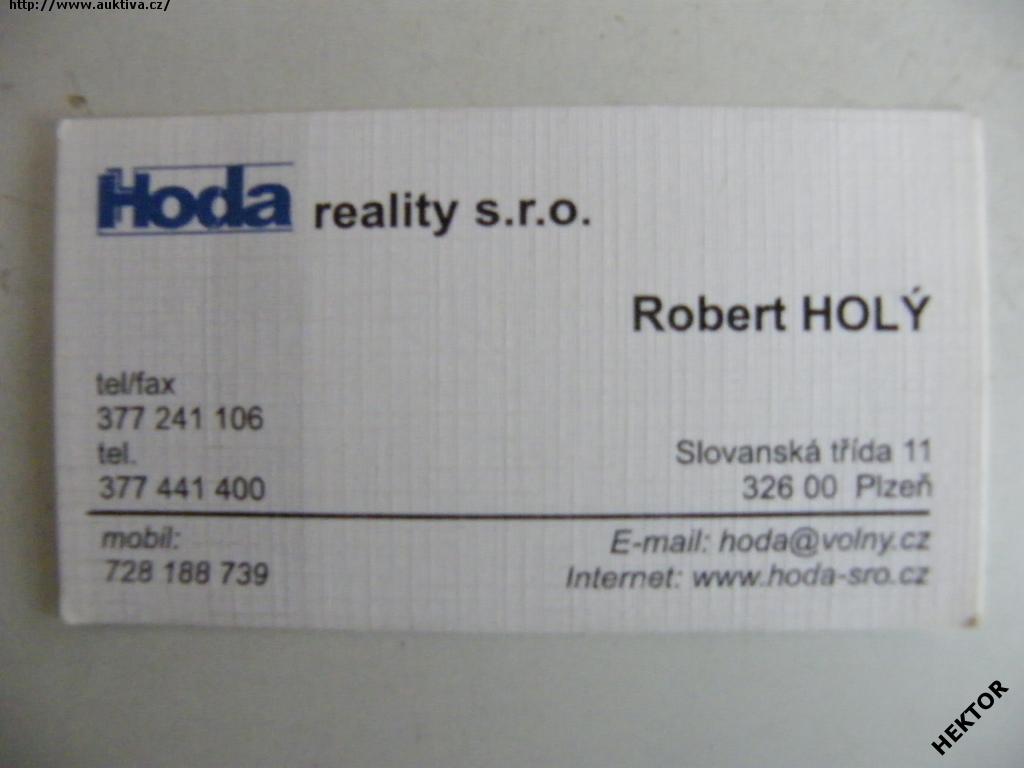 http://www.auktiva.cz/
Hoda reality s.r.o.
Robert HOLÝ
tel/fax
377 241 106
tel.
377 441 400
Slovanská třída 11
326 00 Plzeň
mobil:
728 188 739
E-mail: hoda@volny.cz
Internet: www.hoda-sro.cz
HEKTOR